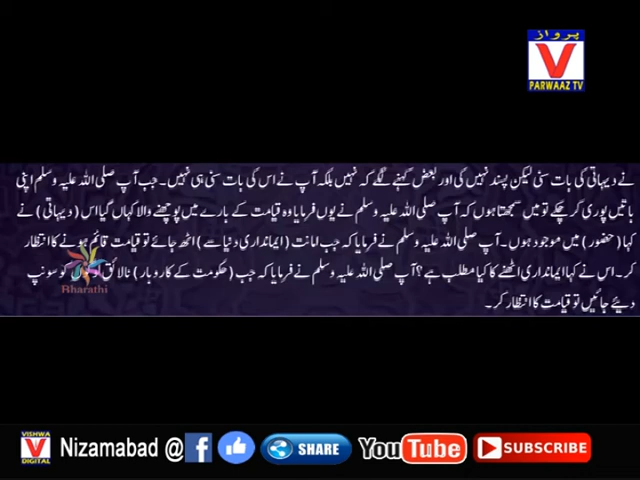 پرواز
V
PARWAAZ TV
نے دیہاتی کی بات سنی لیکن پسند نہیں کی اور بعض کہنے لگے کہ نہیں بلکہ آپ نے اس کی بات سنی ہی نہیں۔ جب آپ صلی اللہ علیہ وسلم اپنی
باتیں پوری کر چکے تو میں سمجھتا ہوں کہ آپ صلی اللہ علیہ وسلم نے یوں فرمایا وہ قیامت کے بارے میں پوچھنے والا کہاں گیا اس (دیہاتی) نے
کہا (حضور) میں موجود ہوں۔ آپ صلی اللہ علیہ وسلم نے فرمایا کہ جب امانت (ایمانداری دنیا سے) اٹھ جائے تو قیامت قائم ہونے کا انتظار
کر۔ اس نے کہا ایمانداری اٹھنے کا کیا مطلب ہے؟ آپ صلی اللہ علیہ وسلم نے فرمایا کہ جب (حکومت کے کاروبار) نالائق لوگوں کو سونپ
دئیے جائیں تو قیامت کا انتظار کر۔
Bharathi
VISHWA
V
DIGITAL
Nizamabad @ f SHARE YouTube SUBSCRIBE